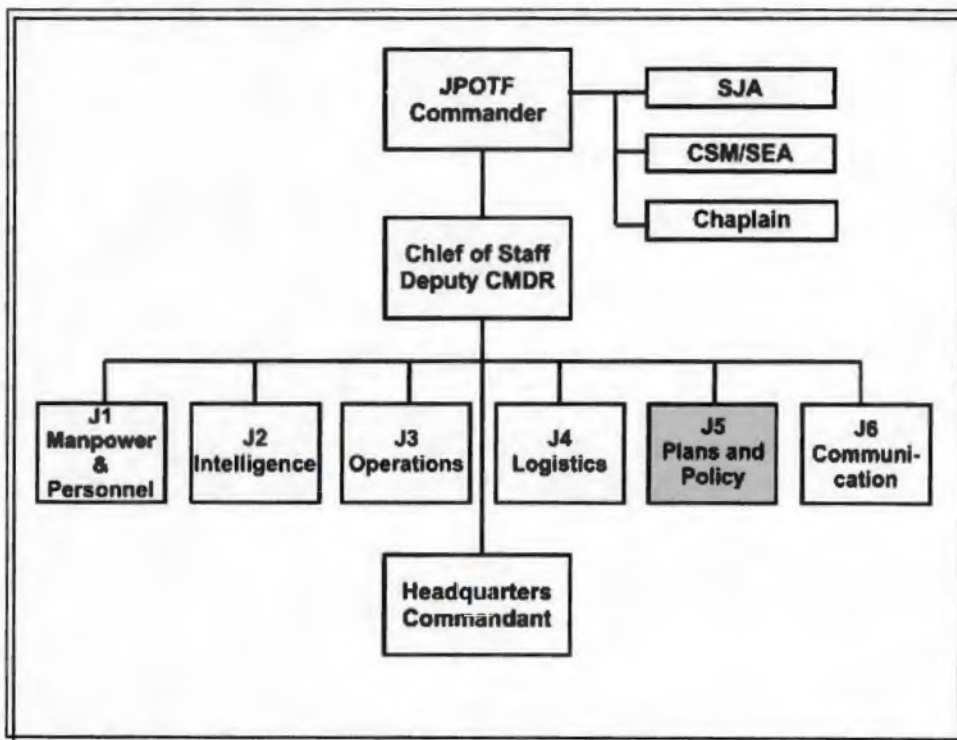 JPOTF
Commander
SJA
CSM/SEA
Chaplain
Chief of Staff
Deputy CMDR
J1
Manpower
&
Personnel
J2
Intelligence
J3
Operations
J4
Logistics
J5
Plans and
Policy
J6
Communi-
cation
Headquarters
Commandant